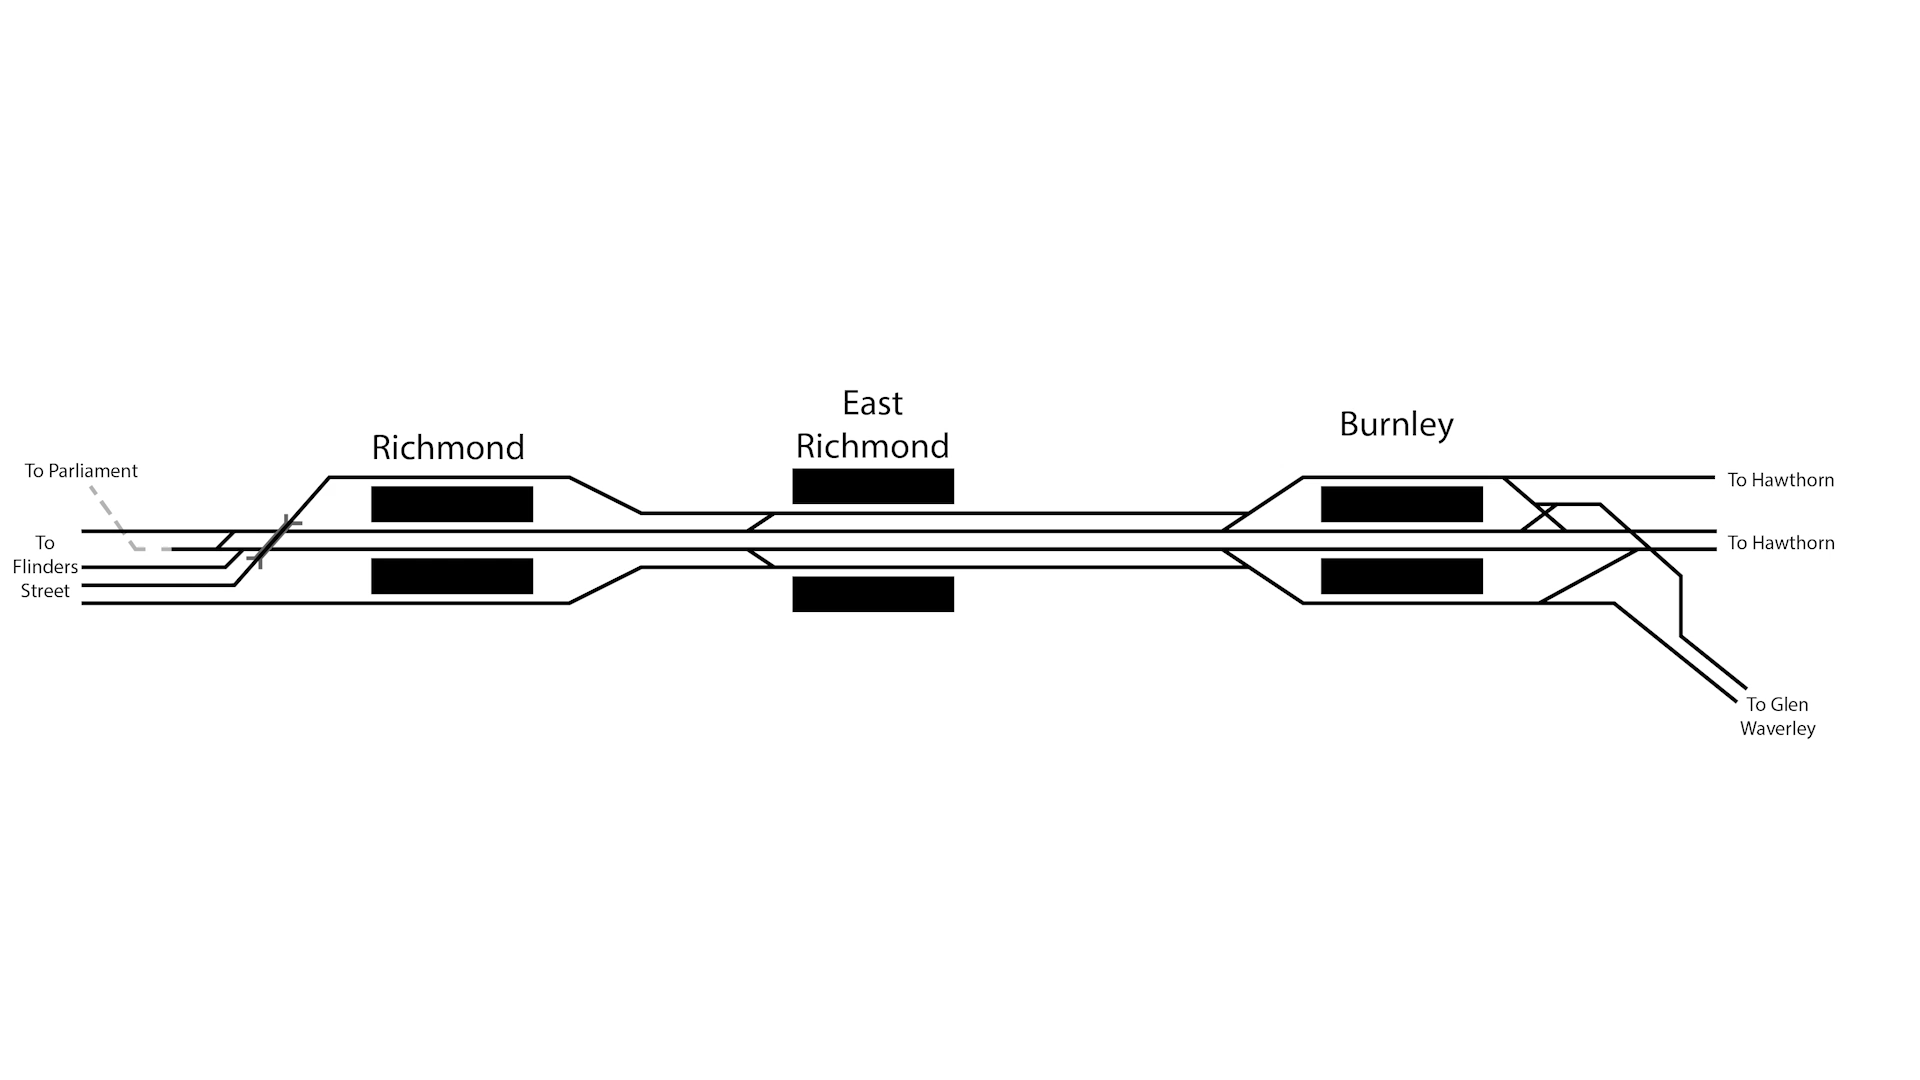 East
Richmond
Burnley
Richmond
To Parliament
To Hawthorn
To
Flinders
Street
To Hawthorn
To Glen
Waverley